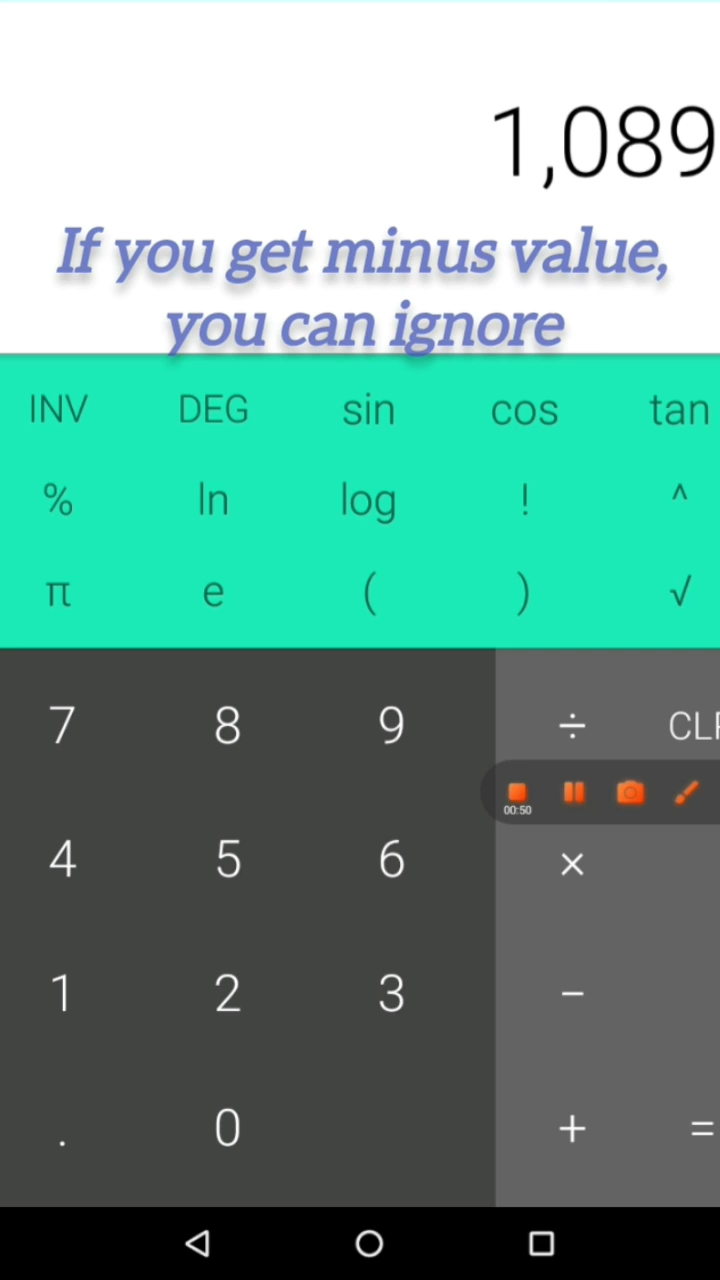 1,089
If you get minus value,
you can ignore
INV DEG sin cos tan
% ln log ! ^
π e ( ) √
7 8 9 ÷ CLR
00:50
4 5 6 ×
1 2 3 −
. 0 + =